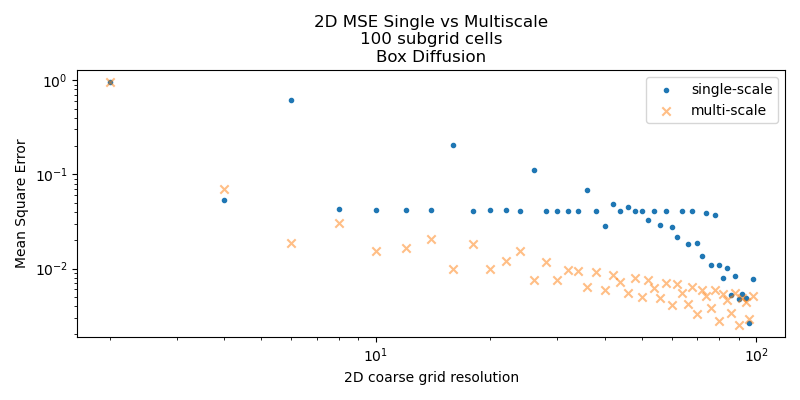 2D MSE Single vs Multiscale
100 subgrid cells
Box Diffusion
single-scale
multi-scale
Mean Square Error
10⁰
10⁻¹
10⁻²
10¹
10²
2D coarse grid resolution